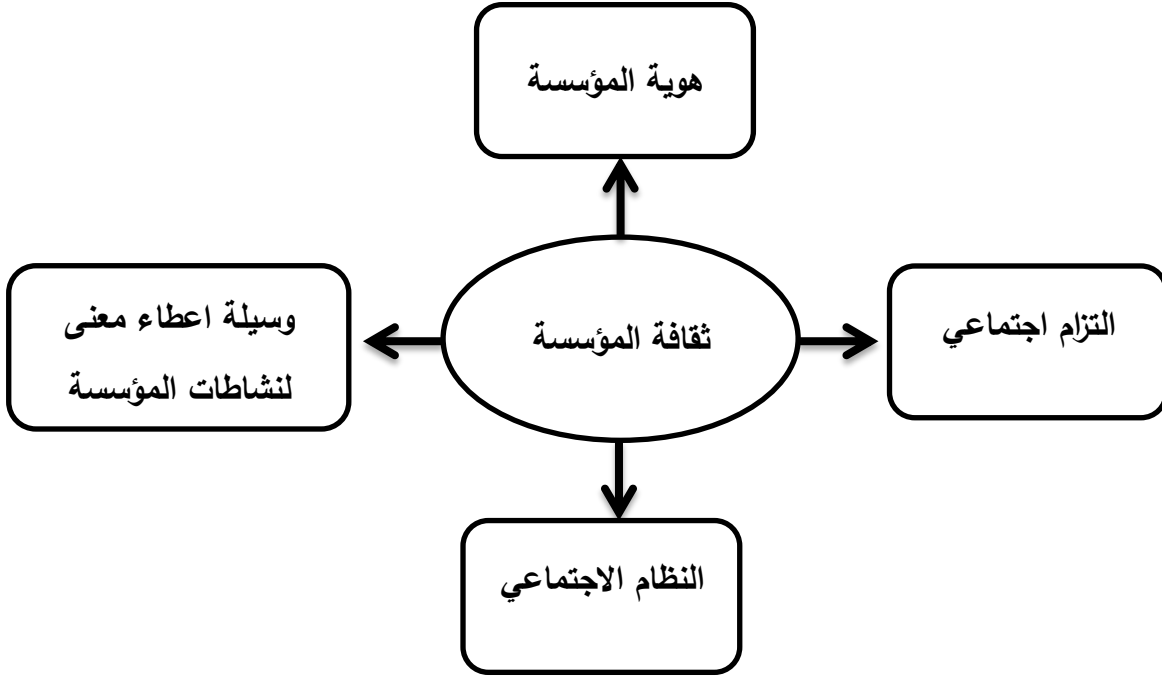 هوية المؤسسة
التزام اجتماعي
ثقافة المؤسسة
وسيلة اعطاء معنى
لنشاطات المؤسسة
النظام الاجتماعي